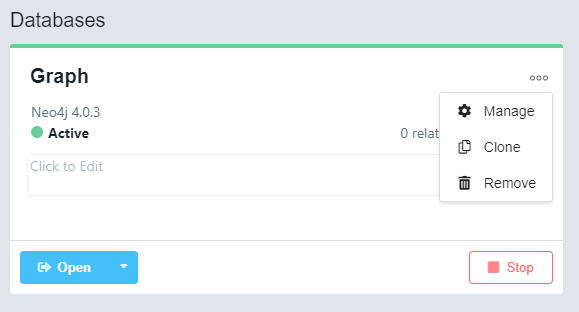 Databases
Graph
Neo4j 4.0.3
Active
0 relat
Click to Edit
Manage
Clone
Remove
Open
Stop